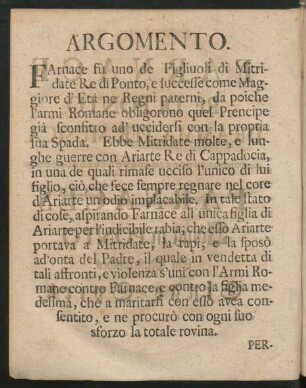 ARGOMENTO.
FArnace fù uno de Figliuoli di Mitri-
date Re di Ponto, e successe come Mag-
giore d'Età ne Regni paterni, da poiche
l'armi Romane obligorono quel Prencipe
già sconfitto ad' uccidersi con la propria
sua Spada. Ebbe Mitridate molte, e lun-
ghe guerre con Ariarte Re di Cappadocia,
in una de quali rimase ucciso l'unico di lui
figlio, ciò che fece sempre regnare nel core
d'Ariarte un'odio implacabile. In tale stato
di cose, aspirando Farnace all'unica figlia di
Ariarte per l'indicibile rabia, che esso Ariarte
portava a Mitridate, la rapì, e la sposò
ad'onta del Padre, il quale in vendetta di
tali affronti, e violenza s'unì con l'Armi Ro-
mane contro Farnace, e contro la figlia me-
desima, che a maritarsi con esso avea con-
sentito, e ne procurò con ogni suo
sforzo la totale rovina.
PER-